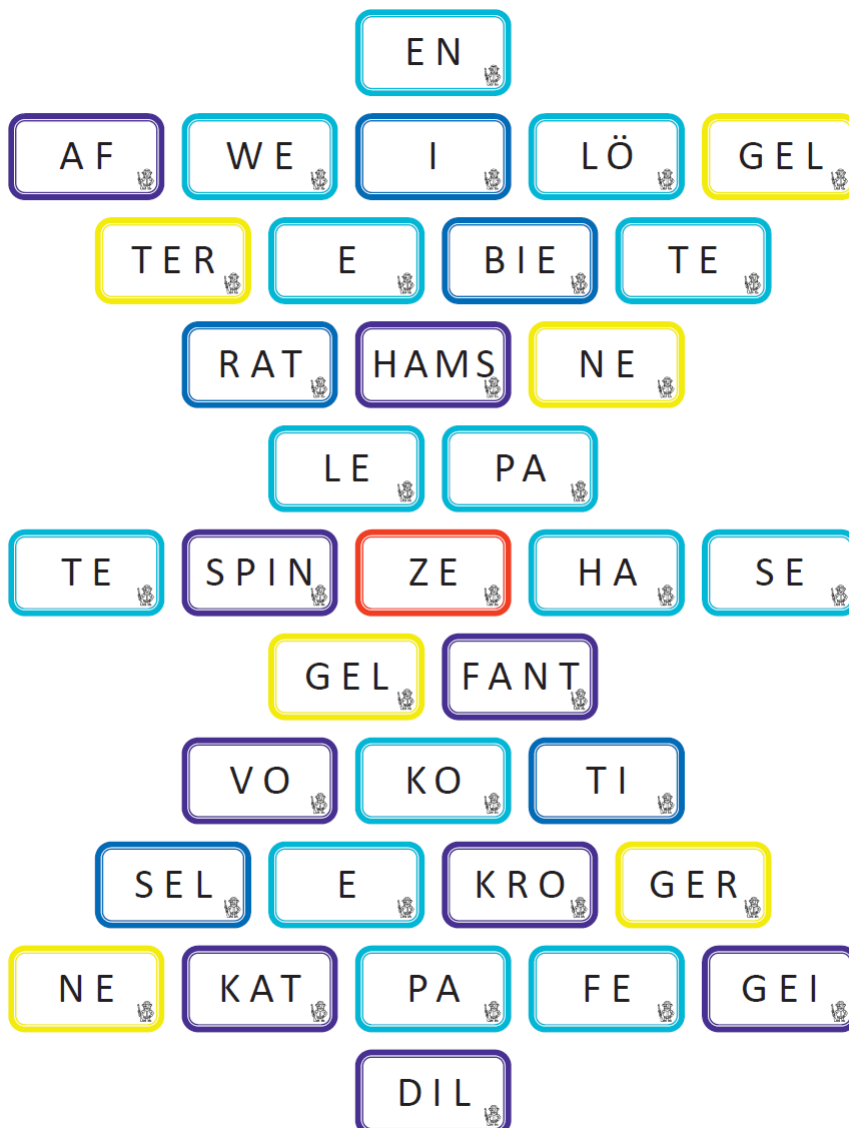 EN
AF WE I LÖ GEL
TER E BIE TE
RAT HAMS NE
LE PA
TE SPIN ZE HA SE
GEL FANT
VO KO TI
SEL E KRO GER
NE KAT PA FE GEI
DIL